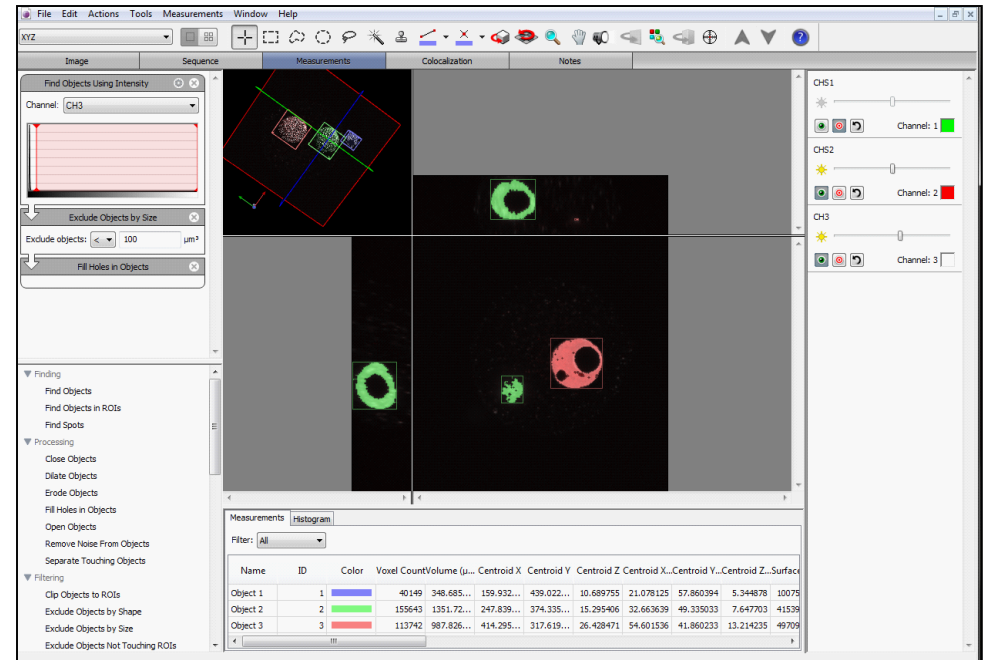 File Edit Actions Tools Measurements Window Help
XYZ
Image Sequence Measurements Colocalization Notes
Find Objects Using Intensity
Channel: CH3
Exclude Objects by Size
Exclude objects: < 100 µm³
Fill Holes in Objects
Finding
Find Objects
Find Objects in ROIs
Find Spots
Processing
Close Objects
Dilate Objects
Erode Objects
Fill Holes in Objects
Open Objects
Remove Noise From Objects
Separate Touching Objects
Filtering
Clip Objects to ROIs
Exclude Objects by Shape
Exclude Objects by Size
Exclude Objects Not Touching ROIs
Measurements Histogram
Filter: All
Name ID Color Voxel Count Volume (µ... Centroid X Centroid Y Centroid Z Centroid X... Centroid Y... Centroid Z... Surface
Object 1 1 40149 348.685... 159.932... 439.022... 10.689755 21.078125 57.860394 5.344878 10075
Object 2 2 155643 1351.72... 247.839... 374.335... 15.295406 32.663639 49.335033 7.647703 41539
Object 3 3 113742 987.826... 414.295... 317.619... 26.428471 54.601536 41.860233 13.214235 49709
CHS1
Channel: 1
CHS2
Channel: 2
CH3
Channel: 3